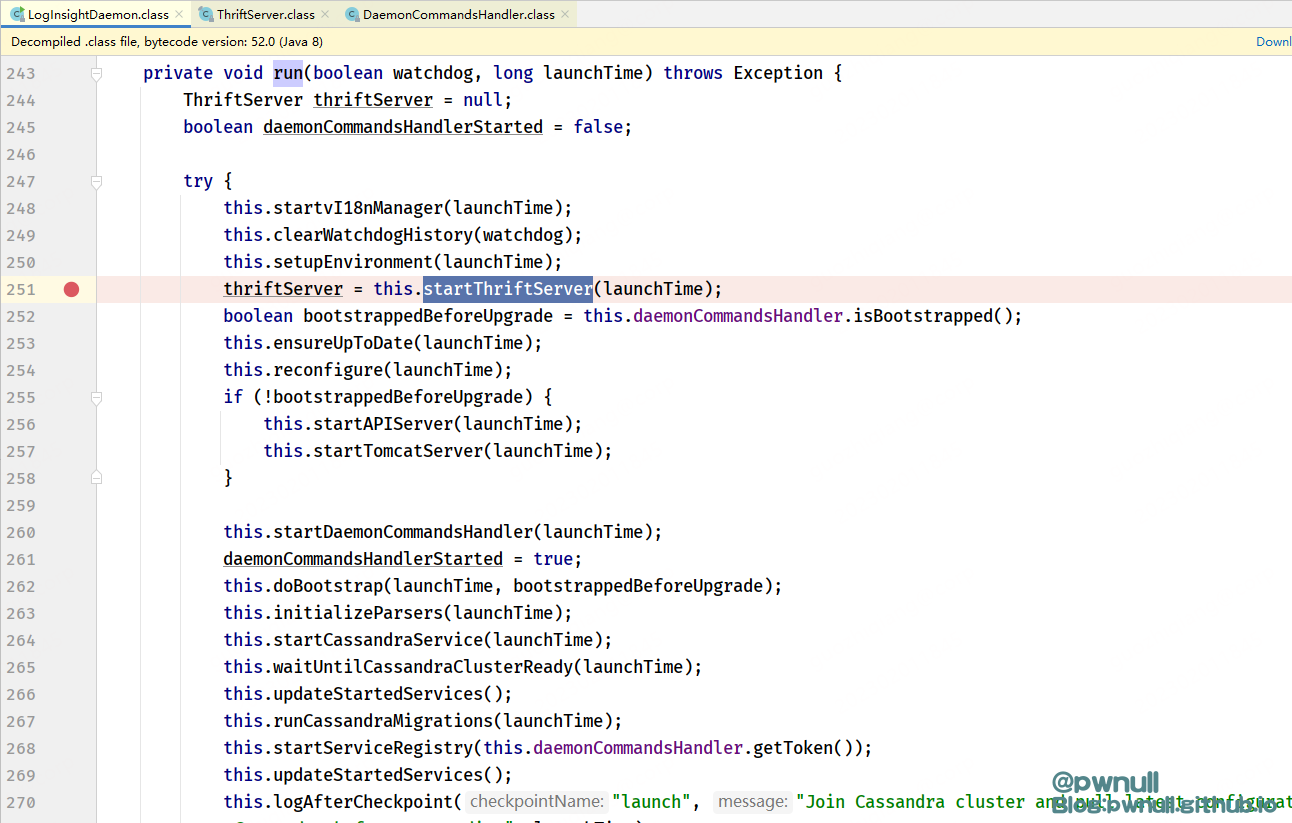 LogInsightDaemon.class × ThriftServer.class × DaemonCommandsHandler.class ×
Decompiled .class file, bytecode version: 52.0 (Java 8) Downl
243 private void run(boolean watchdog, long launchTime) throws Exception {
244 ThriftServer thriftServer = null;
245 boolean daemonCommandsHandlerStarted = false;
246
247 try {
248 this.startvI18nManager(launchTime);
249 this.clearWatchdogHistory(watchdog);
250 this.setupEnvironment(launchTime);
251 thriftServer = this.startThriftServer(launchTime);
252 boolean bootstrappedBeforeUpgrade = this.daemonCommandsHandler.isBootstrapped();
253 this.ensureUpToDate(launchTime);
254 this.reconfigure(launchTime);
255 if (!bootstrappedBeforeUpgrade) {
256 this.startAPIServer(launchTime);
257 this.startTomcatServer(launchTime);
258 }
259
260 this.startDaemonCommandsHandler(launchTime);
261 daemonCommandsHandlerStarted = true;
262 this.doBootstrap(launchTime, bootstrappedBeforeUpgrade);
263 this.initializeParsers(launchTime);
264 this.startCassandraService(launchTime);
265 this.waitUntilCassandraClusterReady(launchTime);
266 this.updateStartedServices();
267 this.runCassandraMigrations(launchTime);
268 this.startServiceRegistry(this.daemonCommandsHandler.getToken());
269 this.updateStartedServices();
270 this.logAfterCheckpoint( checkpointName: "launch", message: "Join Cassandra cluster and pull latest configurat
@pwnull
Blog:pwnull.github.io